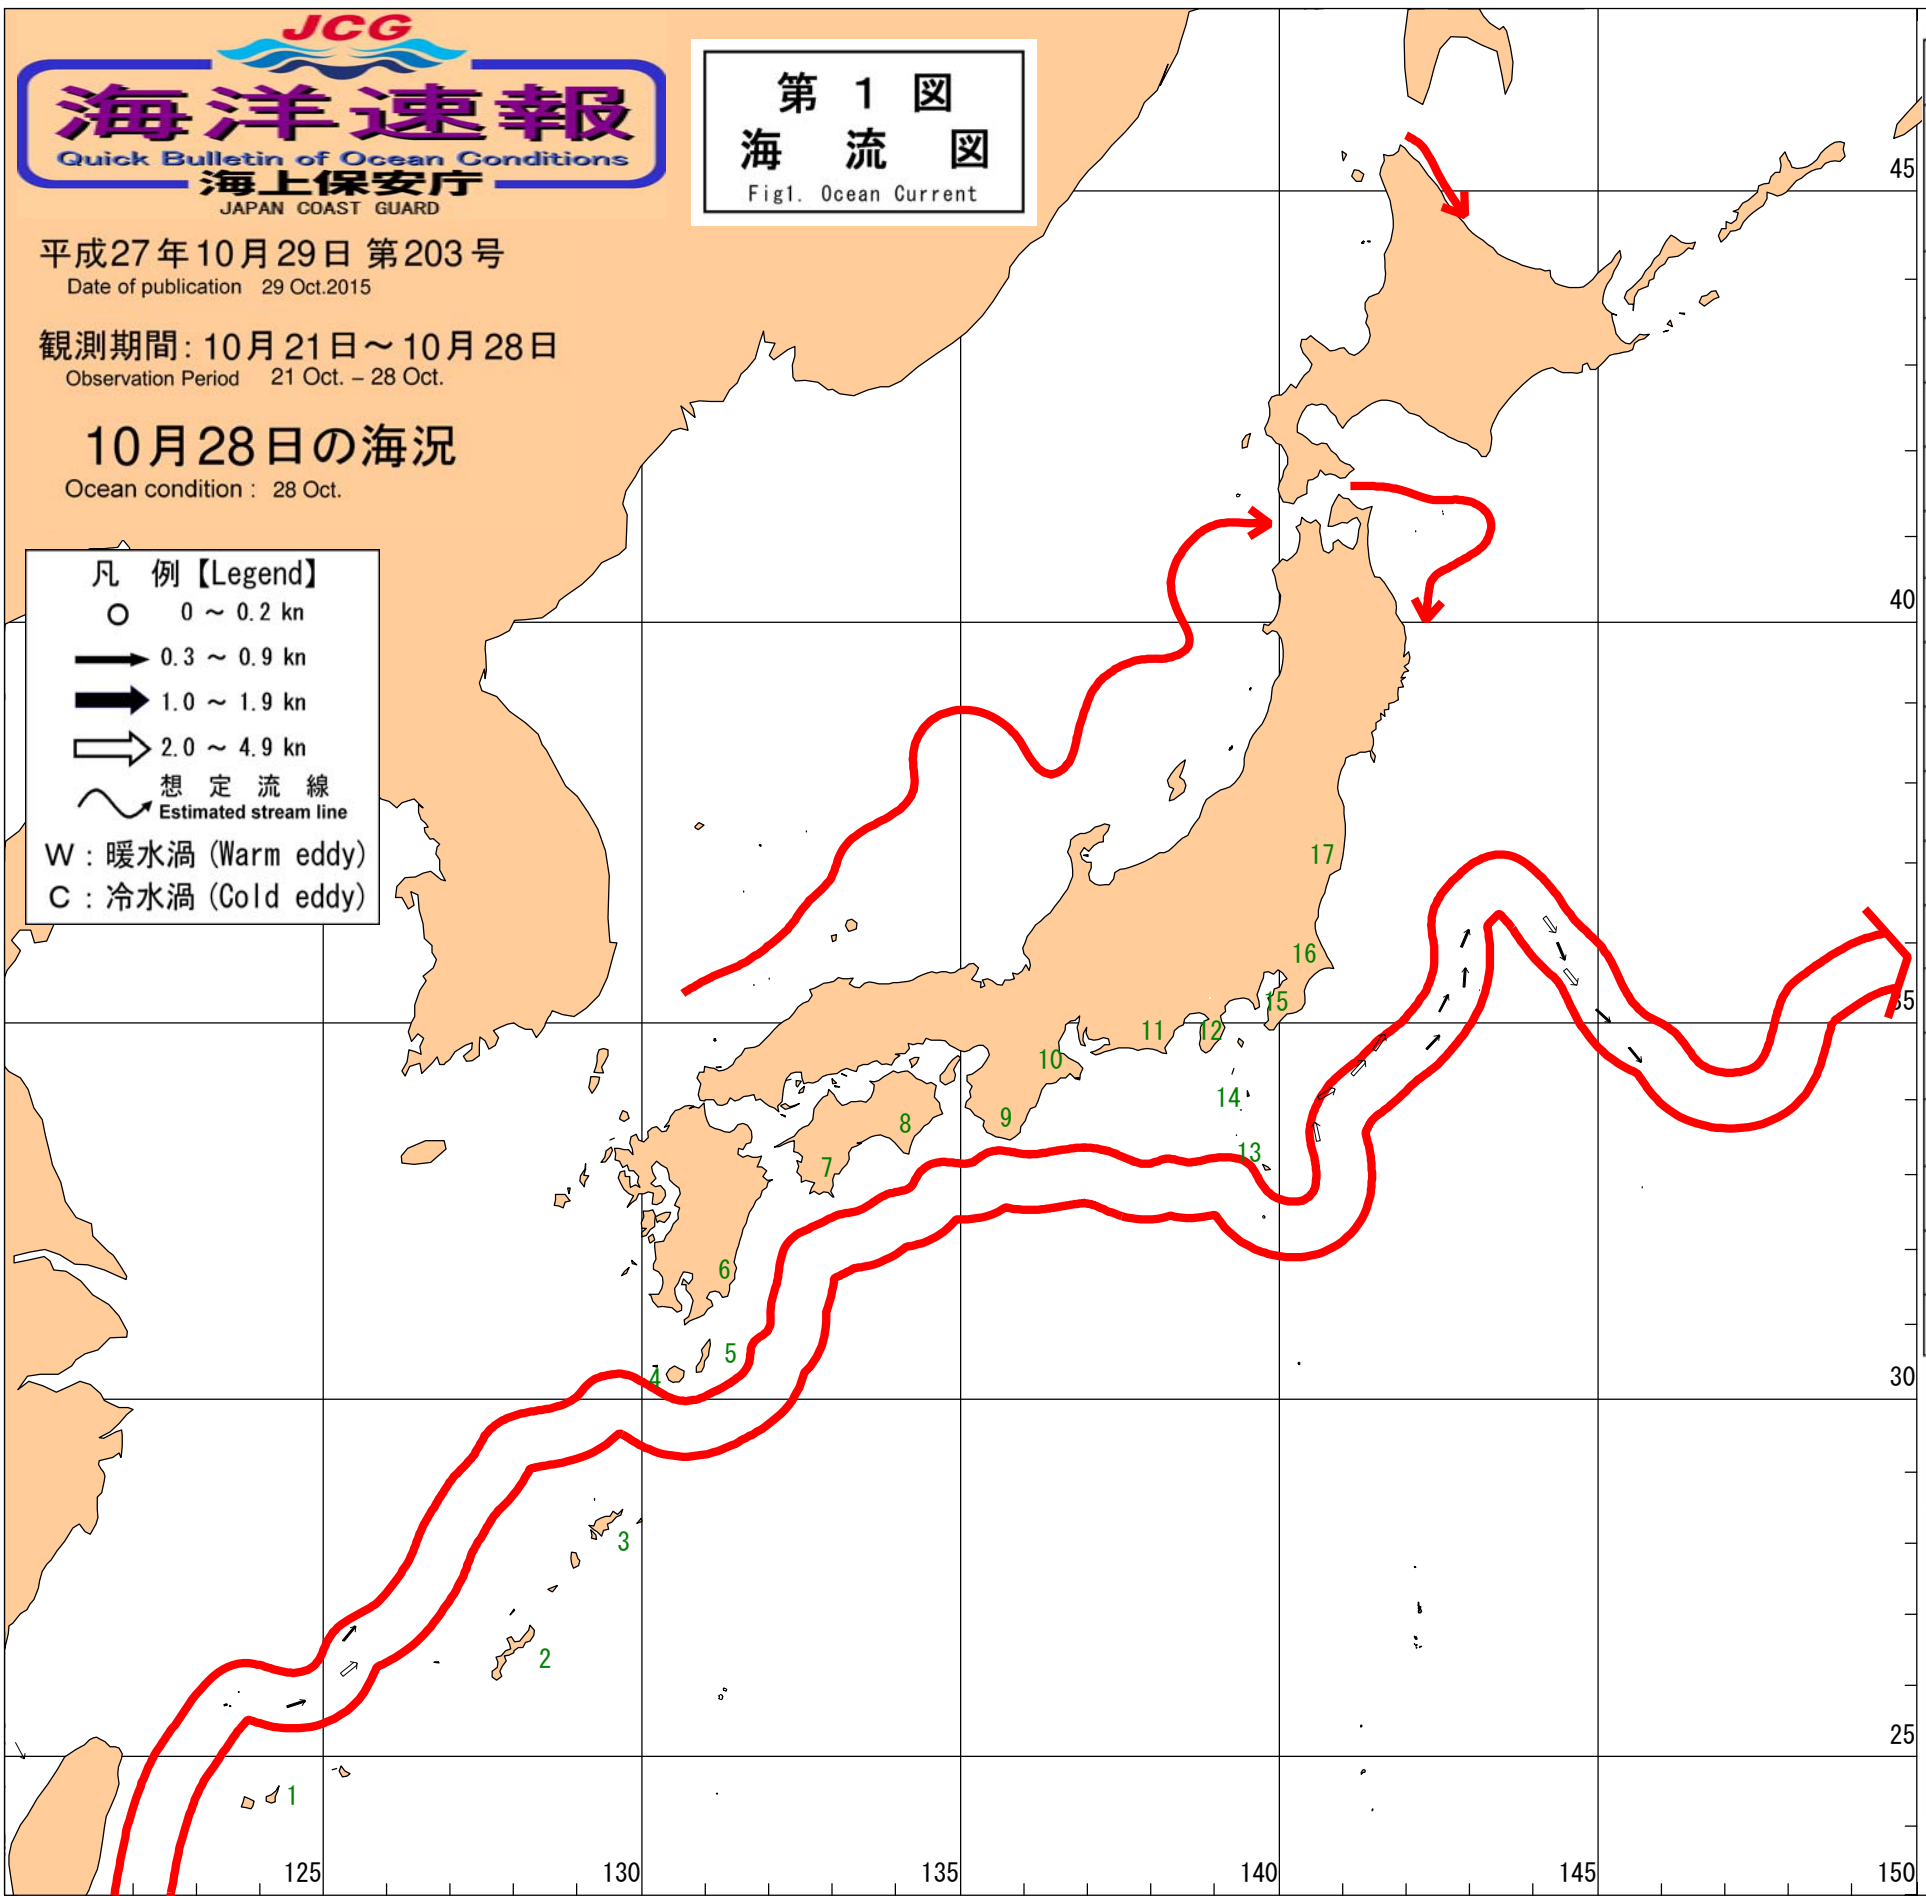 JCG
海洋速報
Quick Bulletin of Ocean Conditions
海上保安庁
JAPAN COAST GUARD
第 1 図
海 流 図
Fig1. Ocean Current
平成27年10月29日 第203号
Date of publication 29 Oct.2015
観測期間: 10月21日～10月28日
Observation Period 21 Oct. – 28 Oct.
10月28日の海況
Ocean condition : 28 Oct.
凡 例【Legend】
0 ～ 0.2 kn
0.3 ～ 0.9 kn
1.0 ～ 1.9 kn
2.0 ～ 4.9 kn
想 定 流 線
Estimated stream line
W : 暖水渦 (Warm eddy)
C : 冷水渦 (Cold eddy)
45
40
17
16
15
35
11
12
10
14
9
8
13
7
6
5
4
30
3
2
25
1
125
130
135
140
145
150